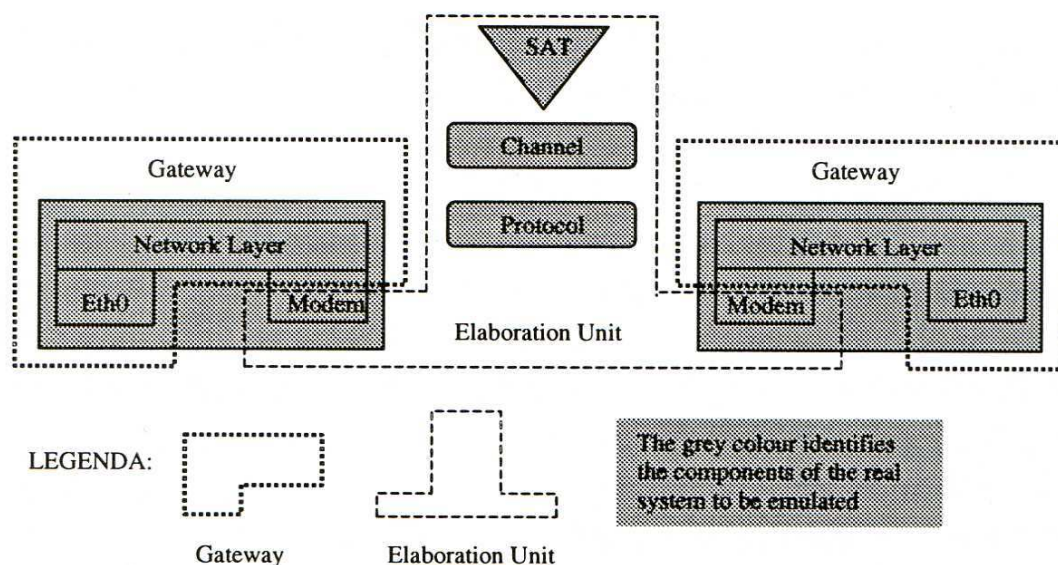 SAT
Channel
Protocol
Gateway
Network Layer
Eth0
Modem
Elaboration Unit
Gateway
Network Layer
Modem
Eth0
LEGENDA:
Gateway
Elaboration Unit
The grey colour identifies
the components of the real
system to be emulated